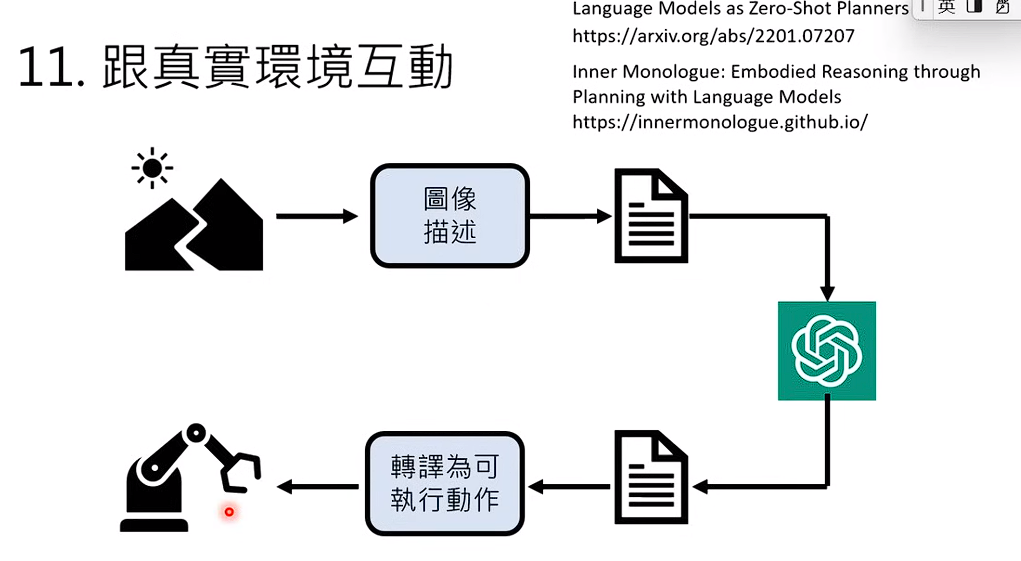 Language Models as Zero-Shot Planners
英
https://arxiv.org/abs/2201.07207
11. 跟真實環境互動
Inner Monologue: Embodied Reasoning through
Planning with Language Models
https://innermonologue.github.io/
圖像
描述
轉譯為可
執行動作